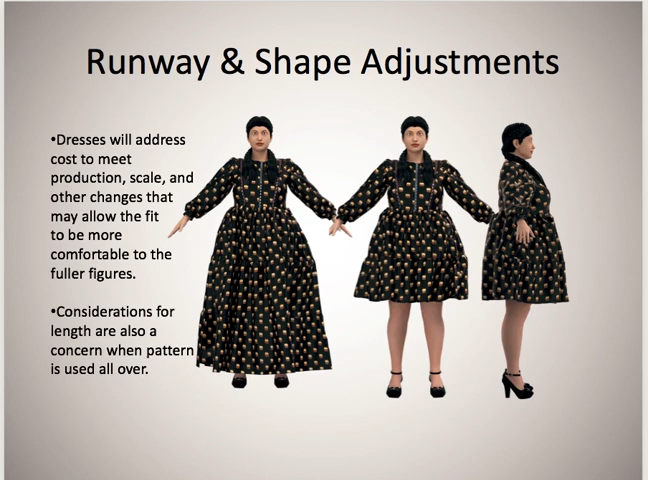 Runway & Shape Adjustments
•Dresses will address
cost to meet
production, scale, and
other changes that
may allow the fit
to be more
comfortable to the
fuller figures.
•Considerations for
length are also a
concern when pattern
is used all over.